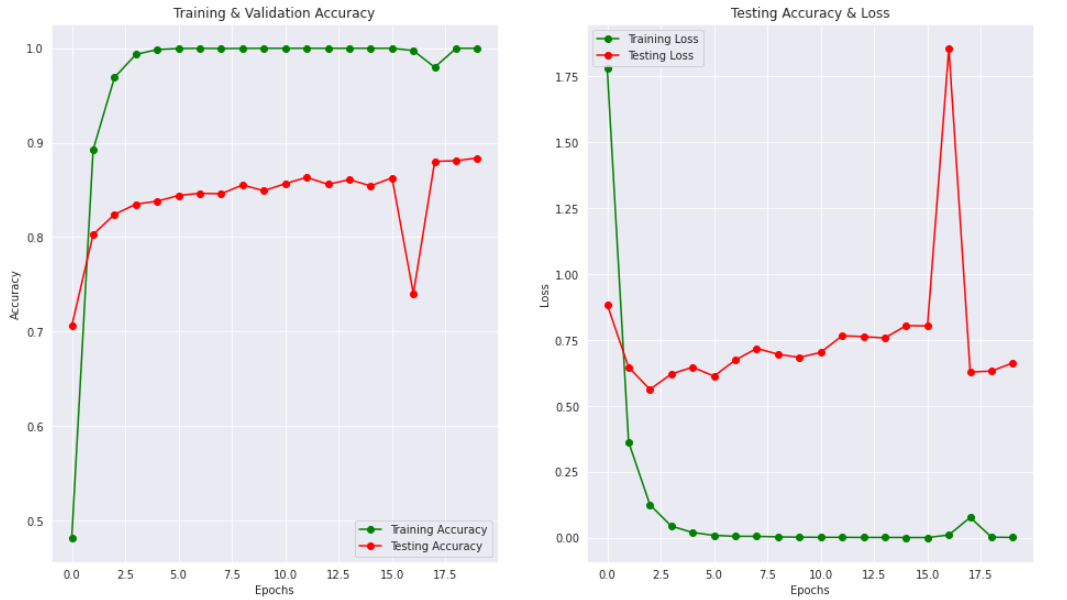 Training & Validation Accuracy
1.0
0.9
0.8
0.7
0.6
0.5
Accuracy
0.0 2.5 5.0 7.5 10.0 12.5 15.0 17.5
Epochs
Training Accuracy
Testing Accuracy
Testing Accuracy & Loss
Training Loss
Testing Loss
1.75
1.50
1.25
1.00
0.75
0.50
0.25
0.00
Loss
0.0 2.5 5.0 7.5 10.0 12.5 15.0 17.5
Epochs